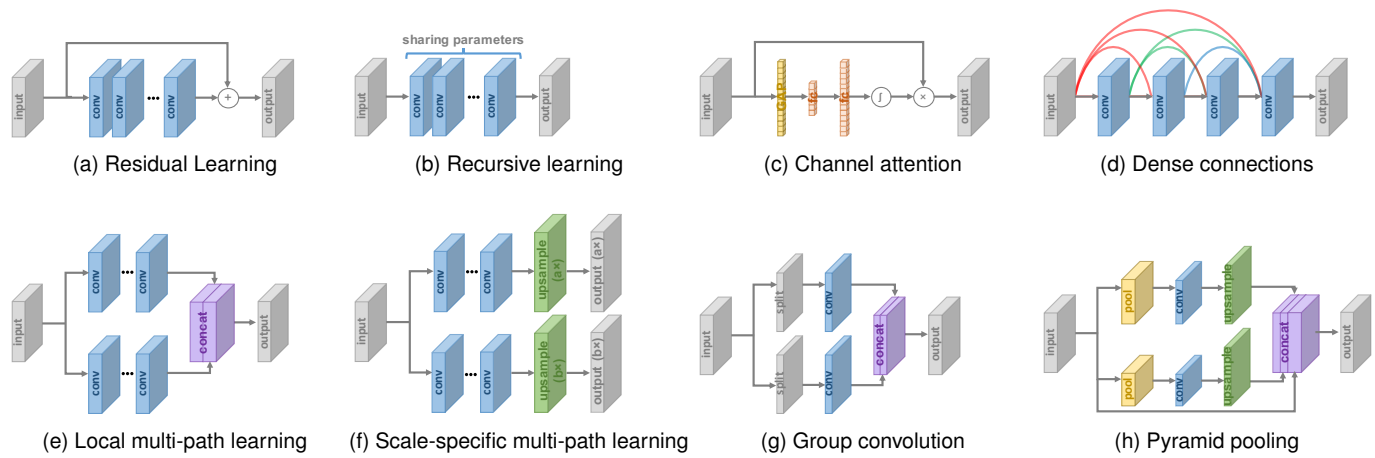 input
conv
conv
...
conv
+
output
(a) Residual Learning
sharing parameters
input
conv
conv
...
conv
output
(b) Recursive learning
input
GAP
fc
fc
∫
×
output
(c) Channel attention
input
conv
conv
conv
conv
output
(d) Dense connections
input
conv
...
conv
conv
...
conv
concat
output
(e) Local multi-path learning
input
conv
...
conv
upsample
(a×)
output (a×)
conv
...
conv
upsample
(b×)
output (b×)
(f) Scale-specific multi-path learning
input
split
conv
split
conv
concat
output
(g) Group convolution
input
pool
conv
upsample
pool
conv
upsample
concat
output
(h) Pyramid pooling